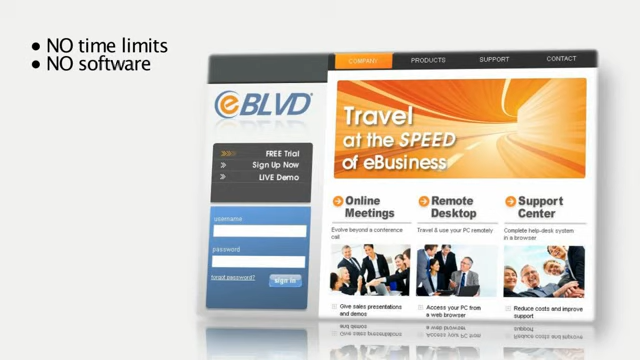 ● NO time limits
● NO software
COMPANY
PRODUCTS
SUPPORT
CONTACT
eBLVD
Travel
at the SPEED
of eBusiness
FREE Trial
Sign Up Now
LIVE Demo
username
password
forgot password?
sign in
Online
Meetings
Evolve beyond a conference
call
Give sales presentations
and demos
Remote
Desktop
Travel & use your PC remotely
Access your PC from
a web browser
Support
Center
Complete help-desk system
in a browser
Reduce costs and improve
support